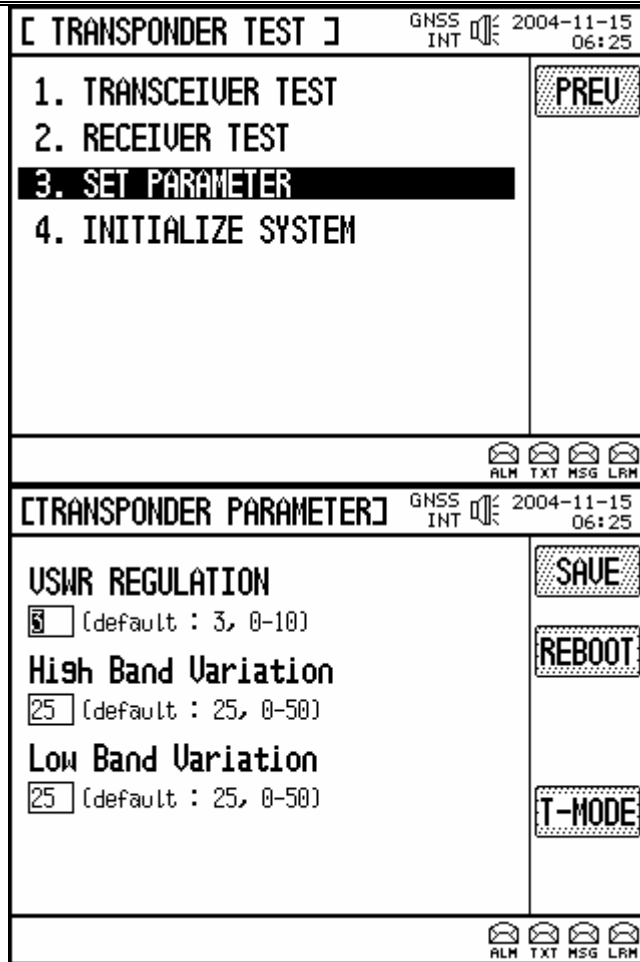 [ TRANSPONDER TEST ] GNSS INT 2004-11-15 06:25
1. TRANSCEIVER TEST
PREV
2. RECEIVER TEST
3. SET PARAMETER
4. INITIALIZE SYSTEM
ALM TXT MSG LRM
[TRANSPONDER PARAMETER] GNSS INT 2004-11-15 06:25
VSWR REGULATION
SAVE
3 (default : 3, 0-10)
REBOOT
High Band Variation
25 (default : 25, 0-50)
Low Band Variation
25 (default : 25, 0-50)
T-MODE
ALM TXT MSG LRM